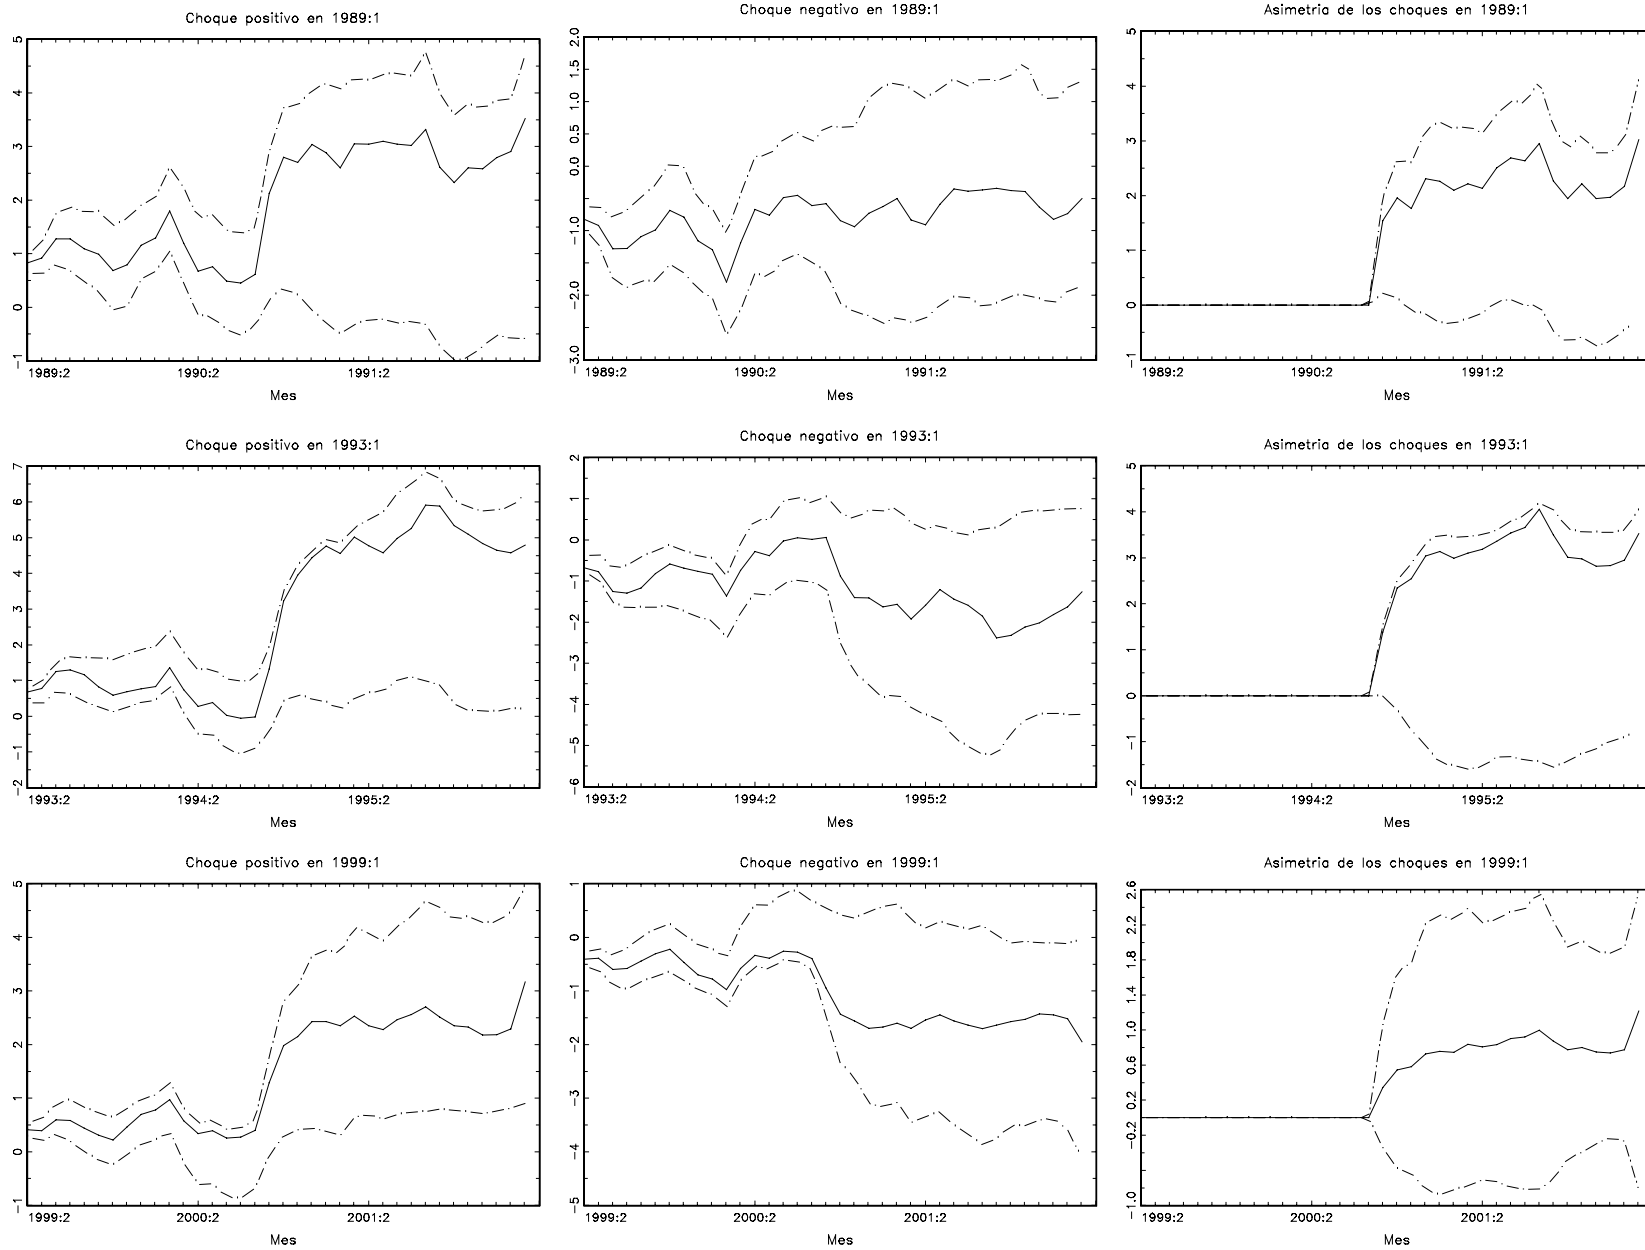 Choque positivo en 1989:1
5
4
3
2
1
0
-1
1989:2 1990:2 1991:2
Mes
Choque negativo en 1989:1
2.0
1.5
1.0
0.5
0.0
-1.0
-2.0
-3.0
1989:2 1990:2 1991:2
Mes
Asimetria de los choques en 1989:1
5
4
3
2
1
0
-1
1989:2 1990:2 1991:2
Mes
Choque positivo en 1993:1
7
6
5
4
3
2
1
0
-1
-2
1993:2 1994:2 1995:2
Mes
Choque negativo en 1993:1
2
1
0
-1
-2
-3
-4
-5
-6
1993:2 1994:2 1995:2
Mes
Asimetria de los choques en 1993:1
5
4
3
2
1
0
-1
-2
1993:2 1994:2 1995:2
Mes
Choque positivo en 1999:1
5
4
3
2
1
0
-1
1999:2 2000:2 2001:2
Mes
Choque negativo en 1999:1
1
0
-1
-2
-3
-4
-5
1999:2 2000:2 2001:2
Mes
Asimetria de los choques en 1999:1
2.6
2.2
1.8
1.4
1.0
0.6
0.2
-0.2
-1.0
1999:2 2000:2 2001:2
Mes